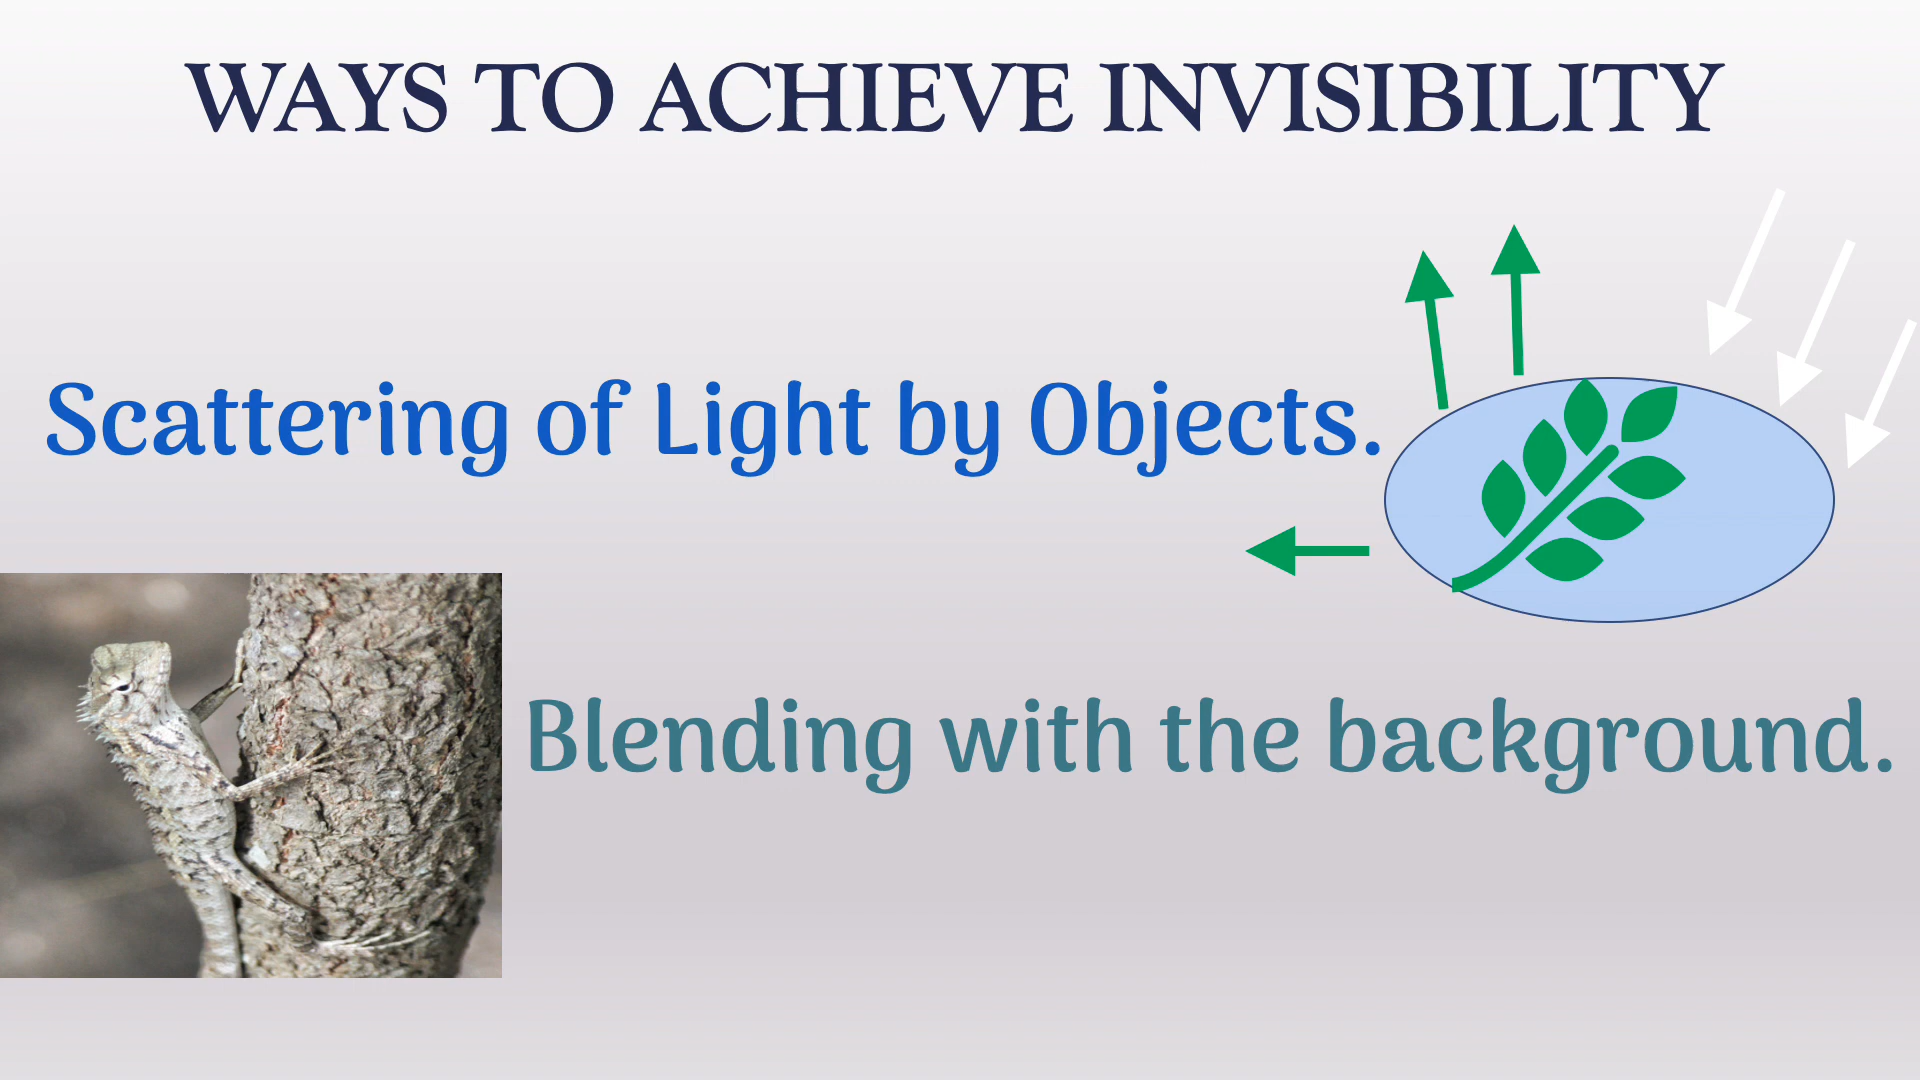 WAYS TO ACHIEVE INVISIBILITY
Scattering of Light by Objects.
Blending with the background.